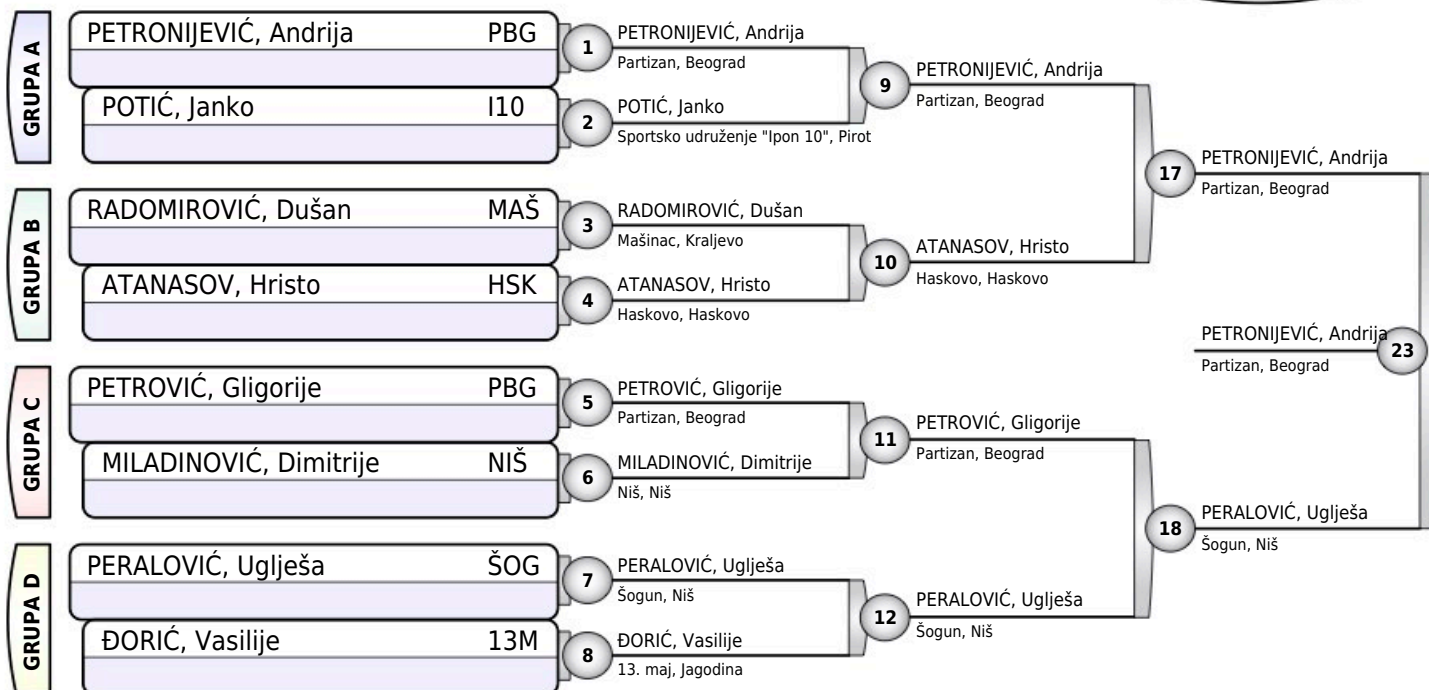 GRUPA A
PETRONIJEVIĆ, Andrija PBG
POTIĆ, Janko I10
GRUPA B
RADOMIROVIĆ, Dušan MAŠ
ATANASOV, Hristo HSK
GRUPA C
PETROVIĆ, Gligorije PBG
MILADINOVIĆ, Dimitrije NIŠ
GRUPA D
PERALOVIĆ, Uglješa ŠOG
ĐORIĆ, Vasilije 13M
1
PETRONIJEVIĆ, Andrija
Partizan, Beograd
2
POTIĆ, Janko
Sportsko udruženje "Ipon 10", Pirot
3
RADOMIROVIĆ, Dušan
Mašinac, Kraljevo
4
ATANASOV, Hristo
Haskovo, Haskovo
5
PETROVIĆ, Gligorije
Partizan, Beograd
6
MILADINOVIĆ, Dimitrije
Niš, Niš
7
PERALOVIĆ, Uglješa
Šogun, Niš
8
ĐORIĆ, Vasilije
13. maj, Jagodina
9
PETRONIJEVIĆ, Andrija
Partizan, Beograd
10
ATANASOV, Hristo
Haskovo, Haskovo
11
PETROVIĆ, Gligorije
Partizan, Beograd
12
PERALOVIĆ, Uglješa
Šogun, Niš
17
PETRONIJEVIĆ, Andrija
Partizan, Beograd
18
PERALOVIĆ, Uglješa
Šogun, Niš
PETRONIJEVIĆ, Andrija
Partizan, Beograd
23